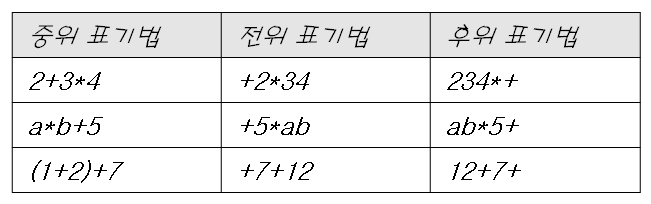 중위 표기법 전위 표기법 후위 표기법
2+3*4 +2*34 234*+
a*b+5 +5*ab ab*5+
(1+2)+7 +7+12 12+7+